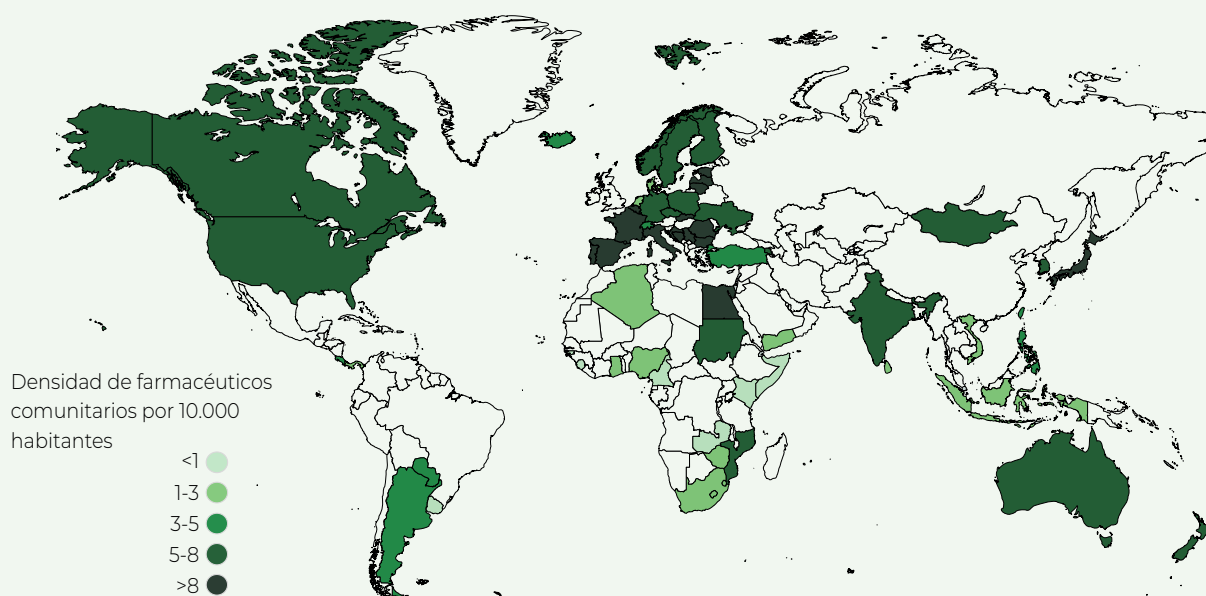 Densidad de farmacéuticos
comunitarios por 10.000
habitantes
<1
1-3
3-5
5-8
>8